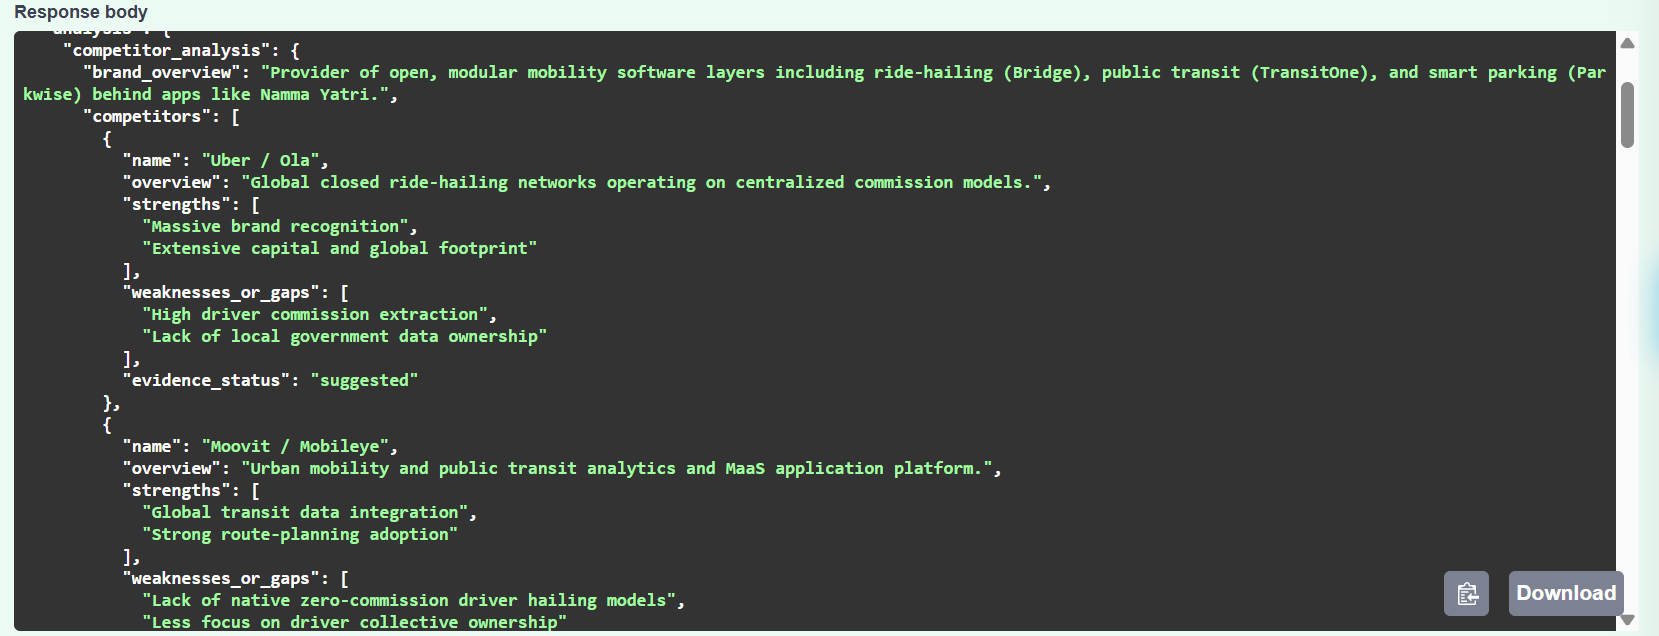 Response body
"analysis": {
"competitor_analysis": {
"brand_overview": "Provider of open, modular mobility software layers including ride-hailing (Bridge), public transit (TransitOne), and smart parking (Par
kwise) behind apps like Namma Yatri.",
"competitors": [
{
"name": "Uber / Ola",
"overview": "Global closed ride-hailing networks operating on centralized commission models.",
"strengths": [
"Massive brand recognition",
"Extensive capital and global footprint"
],
"weaknesses_or_gaps": [
"High driver commission extraction",
"Lack of local government data ownership"
],
"evidence_status": "suggested"
},
{
"name": "Moovit / Mobileye",
"overview": "Urban mobility and public transit analytics and MaaS application platform.",
"strengths": [
"Global transit data integration",
"Strong route-planning adoption"
],
"weaknesses_or_gaps": [
"Lack of native zero-commission driver hailing models",
"Less focus on driver collective ownership"
Download